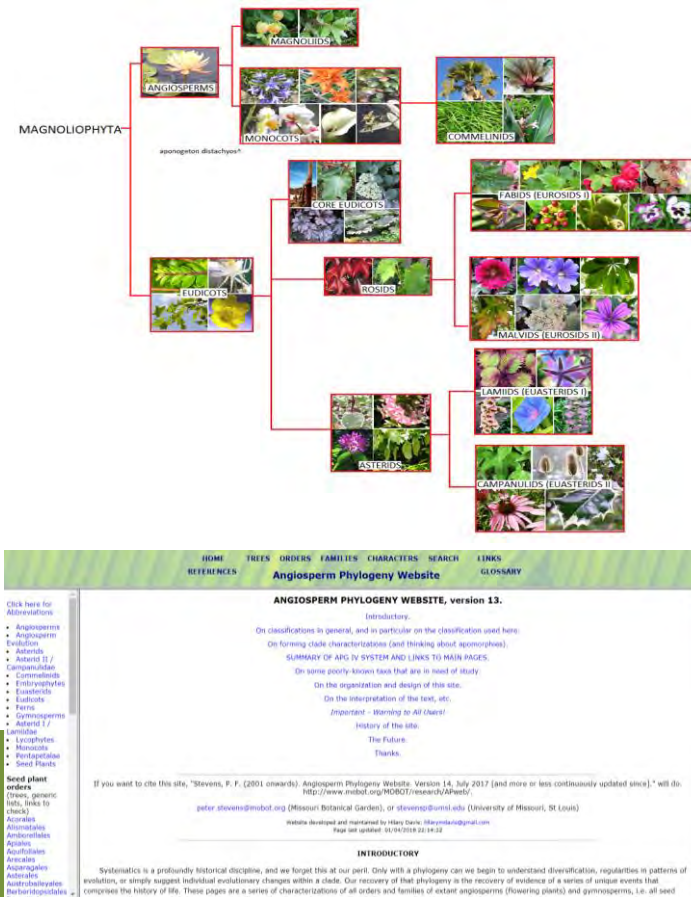 MAGNOLIIDS
ANGIOSPERMS
MONOCOTS
COMMELINIDS
MAGNOLIOPHYTA
aponogeton distachyos^
CORE EUDICOTS
FABIDS (EUROSIDS I)
EUDICOTS
ROSIDS
MALVIDS (EUROSIDS II)
LAMIIDS (EUASTERIDS I)
ASTERIDS
CAMPANULIDS (EUASTERIDS II
HOME TREES ORDERS FAMILIES CHARACTERS SEARCH LINKS
REFERENCES Angiosperm Phylogeny Website GLOSSARY
Click here for
Abbreviations
Angiosperms
Angiosperm
Evolution
Asterids
Asterid II /
Campanulidae
Commelinids
Embryophytes
Euasterids
Eudicots
Ferns
Gymnosperms
Asterid I /
Lamiidae
Lycophytes
Monocots
Pentapetalae
Seed Plants
Seed plant
orders
(trees, generic
lists, links to
check)
Acorales
Alismatales
Amborellales
Apiales
Aquifoliales
Arecales
Asparagales
Asterales
Austrobaileyales
Berberidopsidales
ANGIOSPERM PHYLOGENY WEBSITE, version 13.
Introductory.
On classifications in general, and in particular on the classification used here.
On forming clade characters (and thinking about apomorphies).
SUMMARY OF APG IV SYSTEM AND LINKS TO MAIN PAGES.
On some poorly-known taxa that are in need of study.
On the organization and design of this site.
On the interpretation of the text, etc.
Important - Warning to All Users!
History of the site.
The Future.
Thanks.
If you want to cite this site, "Stevens, P. F. (2001 onwards). Angiosperm Phylogeny Website. Version 14, July 2017 [and more or less continuously updated since]." will do.
http://www.mobot.org/MOBOT/research/APweb/.
peter.stevens@mobot.org (Missouri Botanical Garden), or stevensp@umsl.edu (University of Missouri, St Louis)
Website developed and maintained by Hilary Davis:
Page last updated:
INTRODUCTORY
Systematics is a profoundly historical discipline, and we forget this at our peril. Only with a phylogeny can we begin to understand diversification, regularities in patterns of
evolution, or simply suggest individual evolutionary changes within a clade. Our recovery of that phylogeny is the recovery of evidence of a series of unique events that
comprises the history of life. These pages are a series of characterizations of all orders and families of extant angiosperms (flowering plants) and gymnosperms, i.e. all seed